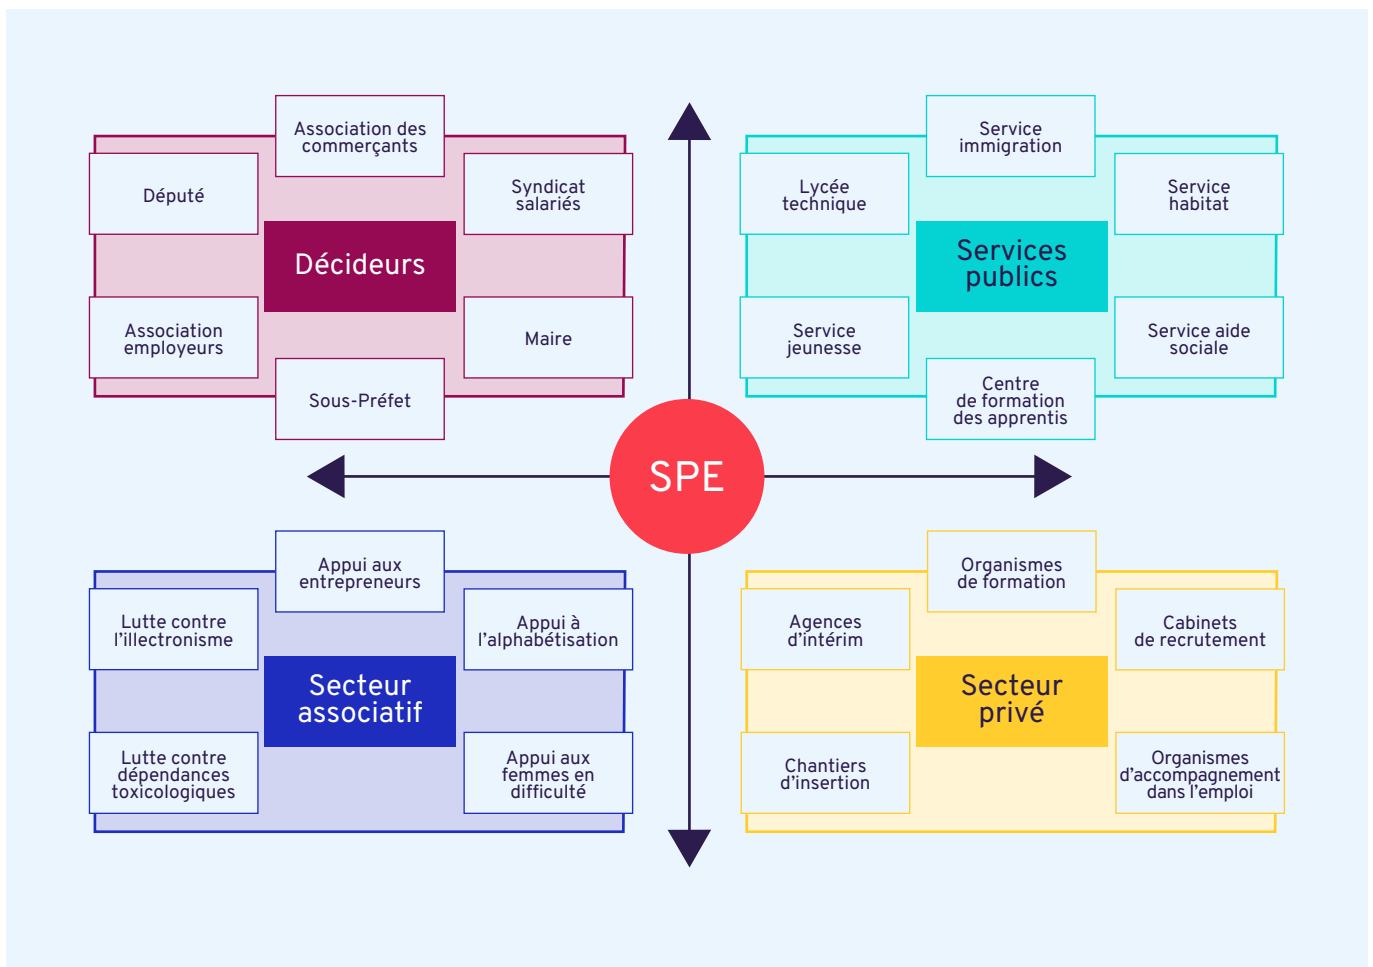 Association des
commerçants
Député
Syndicat
salariés
Décideurs
Association
employeurs
Maire
Sous-Préfet
Service
immigration
Lycée
technique
Service
habitat
Services
publics
Service
jeunesse
Service aide
sociale
Centre
de formation
des apprentis
SPE
Appui aux
entrepreneurs
Lutte contre
l'illectronisme
Appui à
l'alphabétisation
Secteur
associatif
Lutte contre
dépendances
toxicologiques
Appui aux
femmes en
difficulté
Organismes
de formation
Agences
d'intérim
Cabinets
de recrutement
Secteur
privé
Chantiers
d'insertion
Organismes
d'accompagnement
dans l'emploi